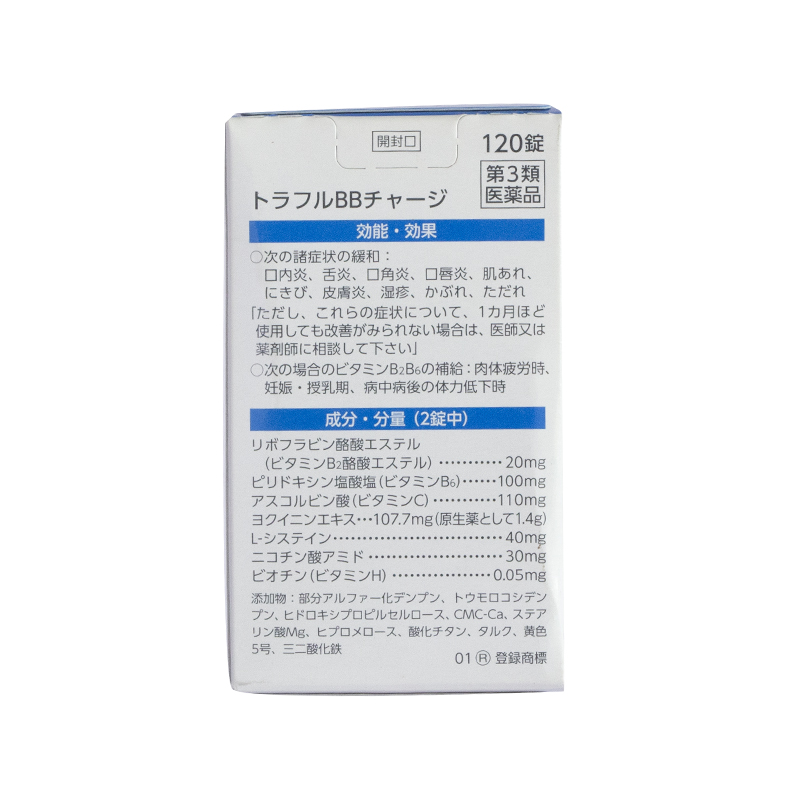 開封口
120錠
第3類
医薬品
トラフルBBチャージ
効能・効果
○次の諸症状の緩和：
口内炎、舌炎、口角炎、口唇炎、肌あれ、
にきび、皮膚炎、湿疹、かぶれ、ただれ
「ただし、これらの症状について、1カ月ほど
使用しても改善がみられない場合は、医師又は
薬剤師に相談して下さい」
○次の場合のビタミンB₂B₆の補給：肉体疲労時、
妊娠・授乳期、病中病後の体力低下時
成分・分量（2錠中）
リボフラビン酪酸エステル
（ビタミンB₂酪酸エステル）…………20mg
ピリドキシン塩酸塩（ビタミンB₆）……100mg
アスコルビン酸（ビタミンC）…………110mg
ヨクイニンエキス…107.7mg（原生薬として1.4g）
L-システイン…………………………40mg
ニコチン酸アミド……………………30mg
ビオチン（ビタミンH）………………0.05mg
添加物：部分アルファー化デンプン、トウモロコシデン
プン、ヒドロキシプロピルセルロース、CMC-Ca、ステア
リン酸Mg、ヒプロメロース、酸化チタン、タルク、黄色
5号、三二酸化鉄
01 Ⓡ 登録商標